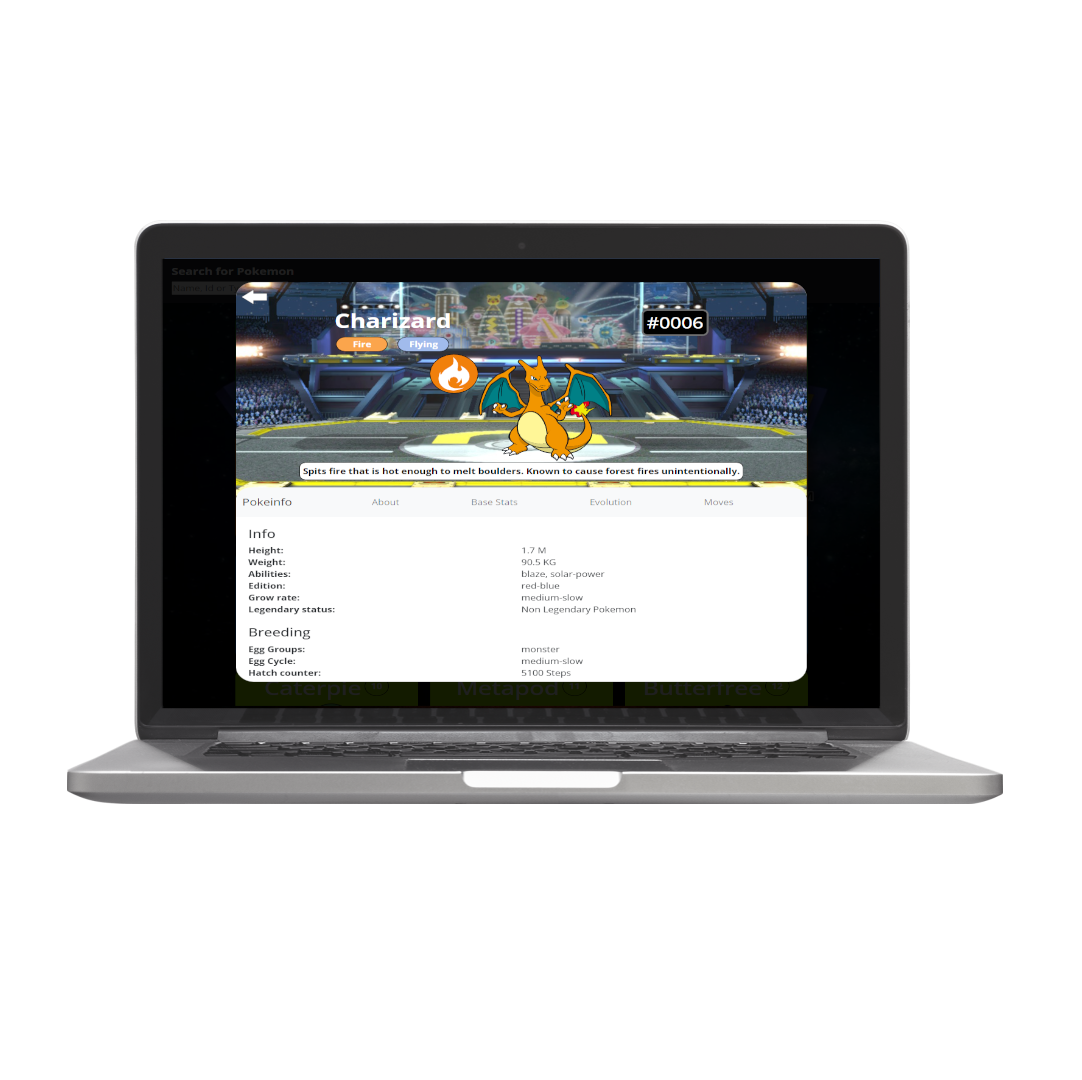 Search for Pokemon
Charizard
#0006
Fire Flying
Spits fire that is hot enough to melt boulders. Known to cause forest fires unintentionally.
Pokeinfo About Base Stats Evolution Moves
Info
Height: 1.7 M
Weight: 90.5 KG
Abilities: blaze, solar-power
Edition: red-blue
Grow rate: medium-slow
Legendary status: Non Legendary Pokemon
Breeding
Egg Groups: monster
Egg Cycle: medium-slow
Hatch counter: 5100 Steps
Caterpie Metapod Butterfree